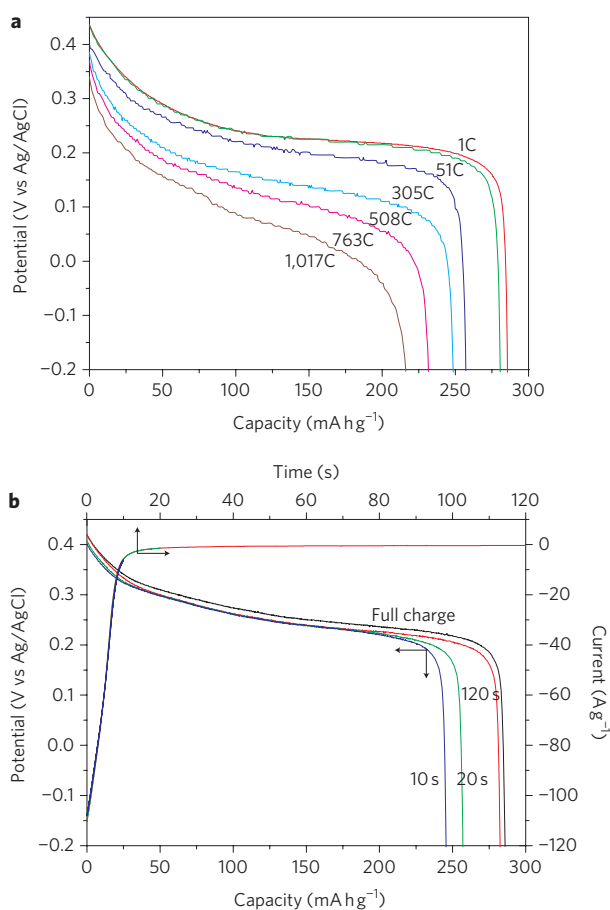 a
0.4
0.3
0.2
0.1
0.0
−0.1
−0.2
Potential (V vs Ag/AgCl)
1C
51C
305C
508C
763C
1,017C
0 50 100 150 200 250 300
Capacity (mA h g⁻¹)
Time (s)
b
0 20 40 60 80 100 120
0.4
0.3
0.2
0.1
0.0
−0.1
−0.2
Potential (V vs Ag/AgCl)
Full charge
120 s
10 s
20 s
0
−20
−40
−60
−80
−100
−120
Current (A g⁻¹)
0 50 100 150 200 250 300
Capacity (mA h g⁻¹)